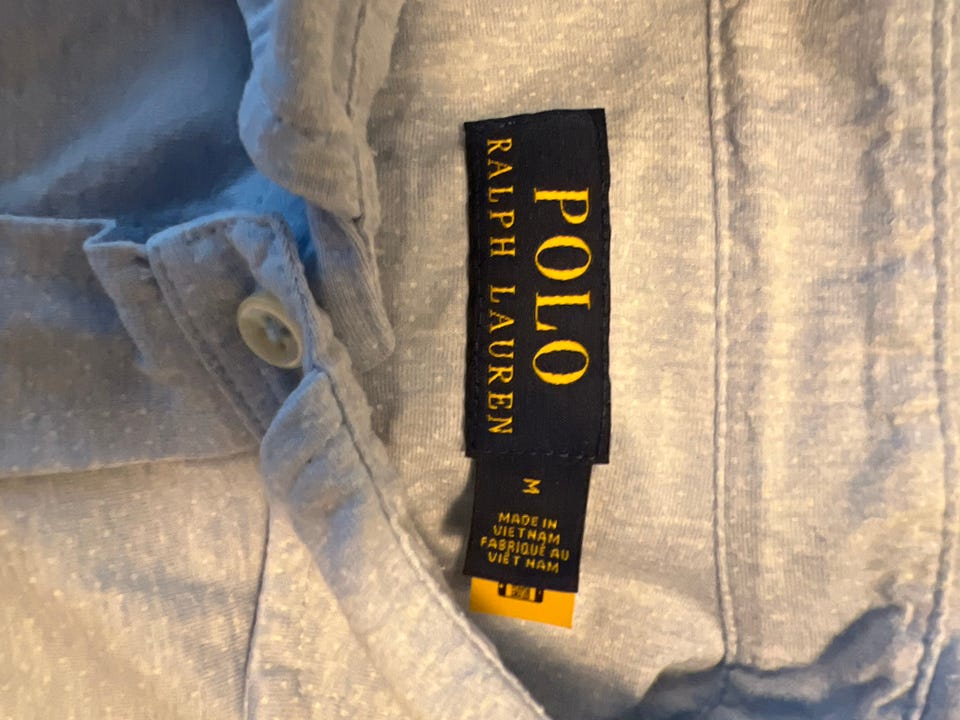 POLO
RALPH LAUREN
M
MADE IN
VIETNAM
FABRIQUÉ AU
VIÊT NAM